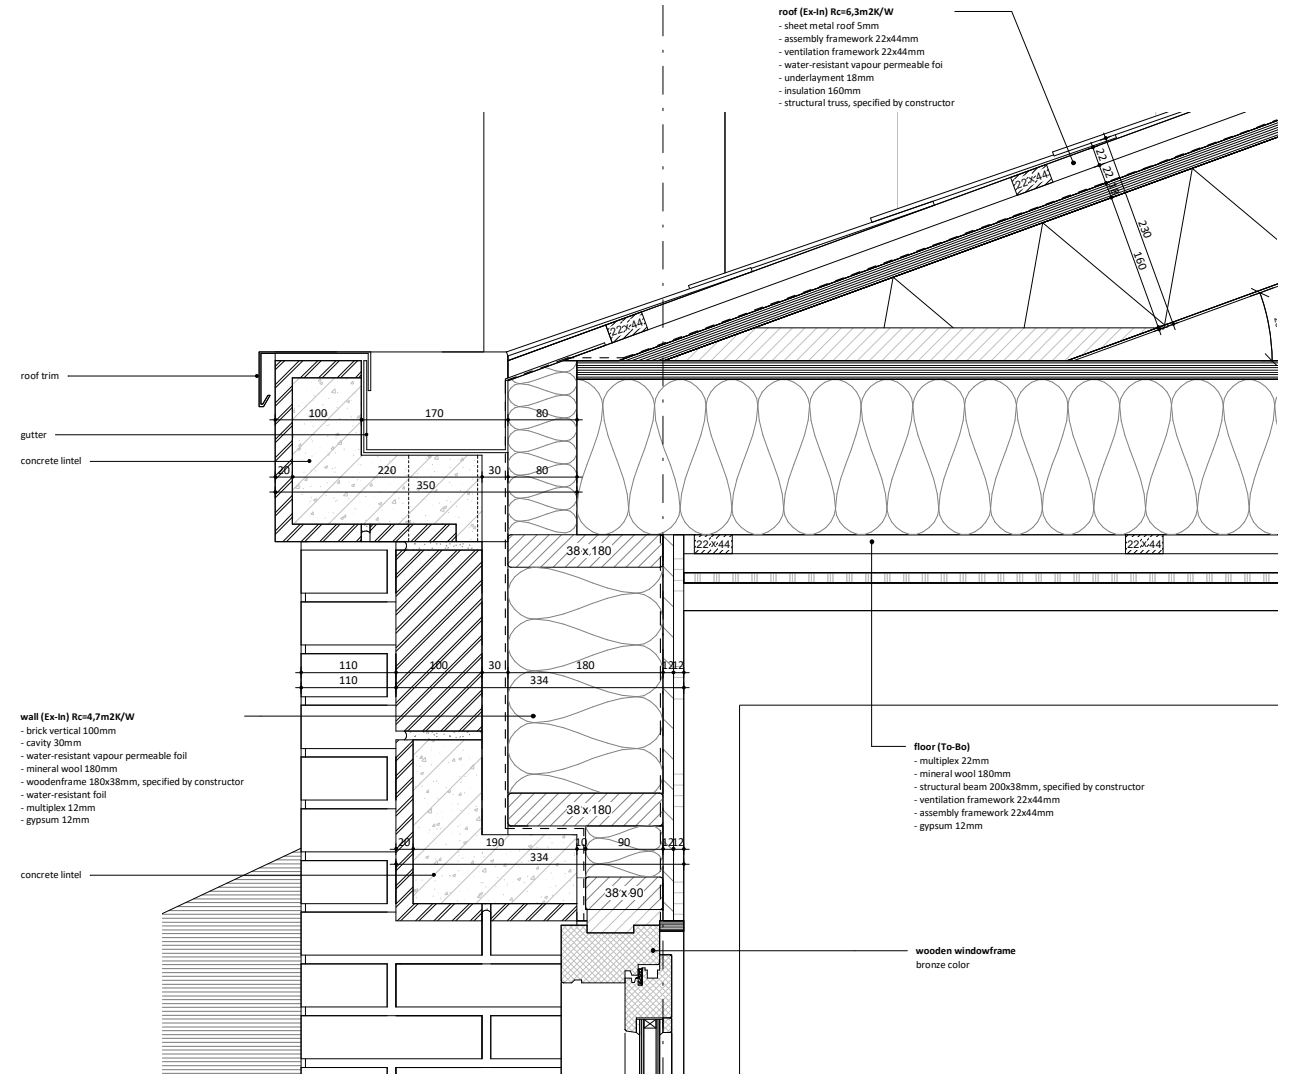 roof (Ex-In) Rc=6,3m2K/W
- sheet metal roof 5mm
- assembly framework 22x44mm
- ventilation framework 22x44mm
- water-resistant vapour permeable foi
- underlayment 18mm
- insulation 160mm
- structural truss, specified by constructor
22
22
18
230
160
22x44
22x44
roof trim
gutter
concrete lintel
100
170
80
20
220
30
80
350
38 x 180
22x44
22x44
110
100
30
180
12
12
110
334
wall (Ex-In) Rc=4,7m2K/W
- brick vertical 100mm
- cavity 30mm
- water-resistant vapour permeable foil
- mineral wool 180mm
- woodenframe 180x38mm, specified by constructor
- water-resistant foil
- multiplex 12mm
- gypsum 12mm
floor (To-Bo)
- multiplex 22mm
- mineral wool 180mm
- structural beam 200x38mm, specified by constructor
- ventilation framework 22x44mm
- assembly framework 22x44mm
- gypsum 12mm
38 x 180
20
190
10
90
12
12
334
concrete lintel
38 x 90
wooden windowframe
bronze color